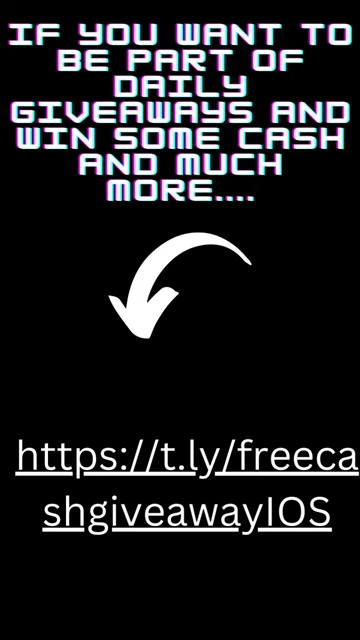 IF YOU WANT TO
BE PART OF
DAILY
GIVEAWAYS AND
WIN SOME CASH
AND MUCH
MORE....
https://t.ly/freeca
shgiveawayIOS